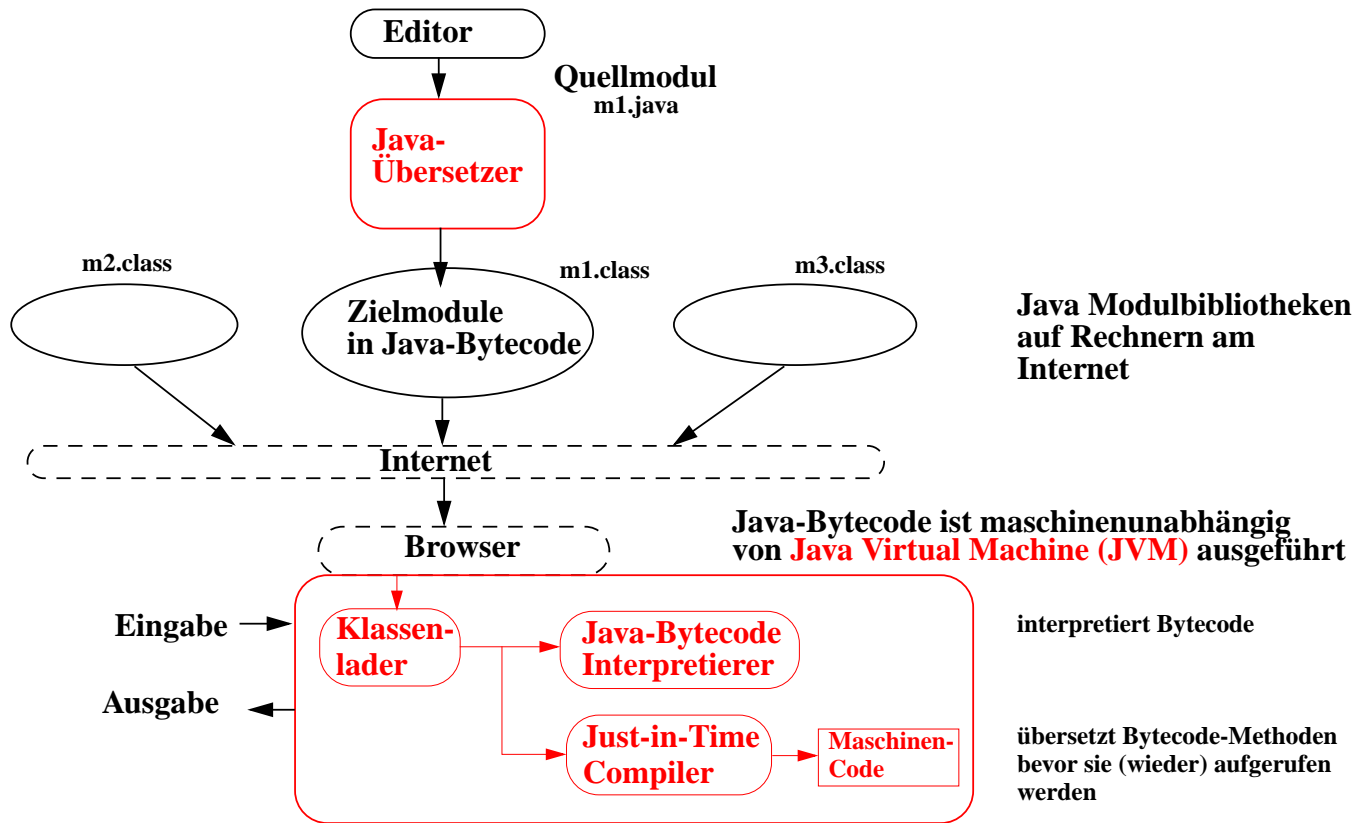 Editor
Quellmodul
m1.java
Java-
Übersetzer
m2.class
m1.class
m3.class
Zielmodule
in Java-Bytecode
Java Modulbibliotheken
auf Rechnern am
Internet
Internet
Browser
Java-Bytecode ist maschinenunabhängig
von Java Virtual Machine (JVM) ausgeführt
Eingabe
Klassen-
lader
Java-Bytecode
Interpretierer
interpretiert Bytecode
Ausgabe
Just-in-Time
Compiler
Maschinen-
Code
übersetzt Bytecode-Methoden
bevor sie (wieder) aufgerufen
werden